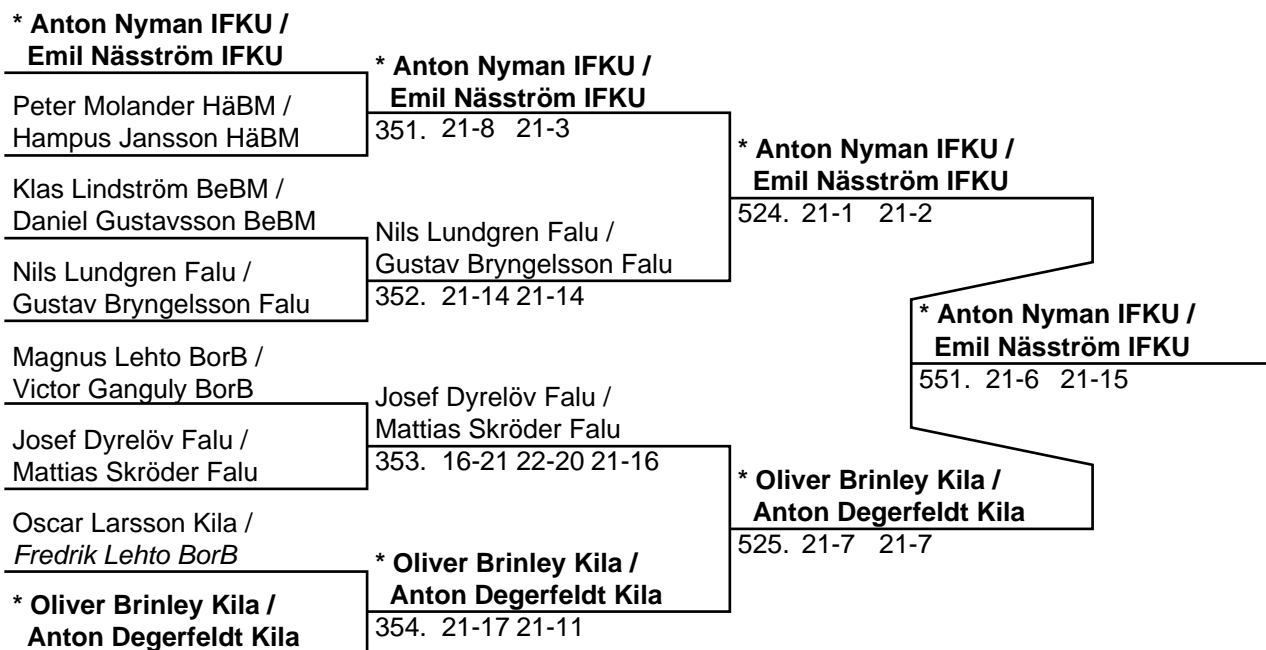 * Anton Nyman IFKU /
Emil Näsström IFKU
Peter Molander HäBM /
Hampus Jansson HäBM
Klas Lindström BeBM /
Daniel Gustavsson BeBM
Nils Lundgren Falu /
Gustav Bryngelsson Falu
Magnus Lehto BorB /
Victor Ganguly BorB
Josef Dyrelöv Falu /
Mattias Skröder Falu
Oscar Larsson Kila /
Fredrik Lehto BorB
* Oliver Brinley Kila /
Anton Degerfeldt Kila
* Anton Nyman IFKU /
Emil Näsström IFKU
351. 21-8 21-3
Nils Lundgren Falu /
Gustav Bryngelsson Falu
352. 21-14 21-14
Josef Dyrelöv Falu /
Mattias Skröder Falu
353. 16-21 22-20 21-16
* Oliver Brinley Kila /
Anton Degerfeldt Kila
354. 21-17 21-11
* Anton Nyman IFKU /
Emil Näsström IFKU
524. 21-1 21-2
* Oliver Brinley Kila /
Anton Degerfeldt Kila
525. 21-7 21-7
* Anton Nyman IFKU /
Emil Näsström IFKU
551. 21-6 21-15